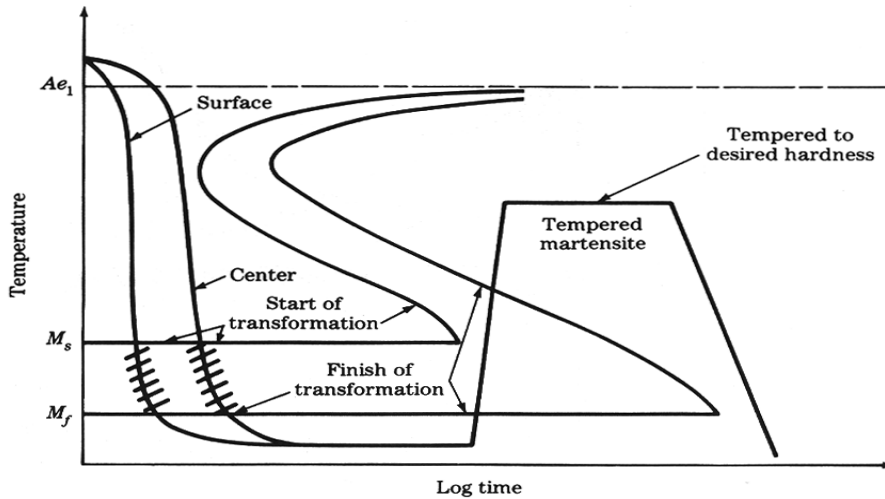 Ae1
Surface
Tempered to
desired hardness
Tempered
martensite
Temperature
Center
Start of
transformation
Ms
Finish of
transformation
Mf
Log time